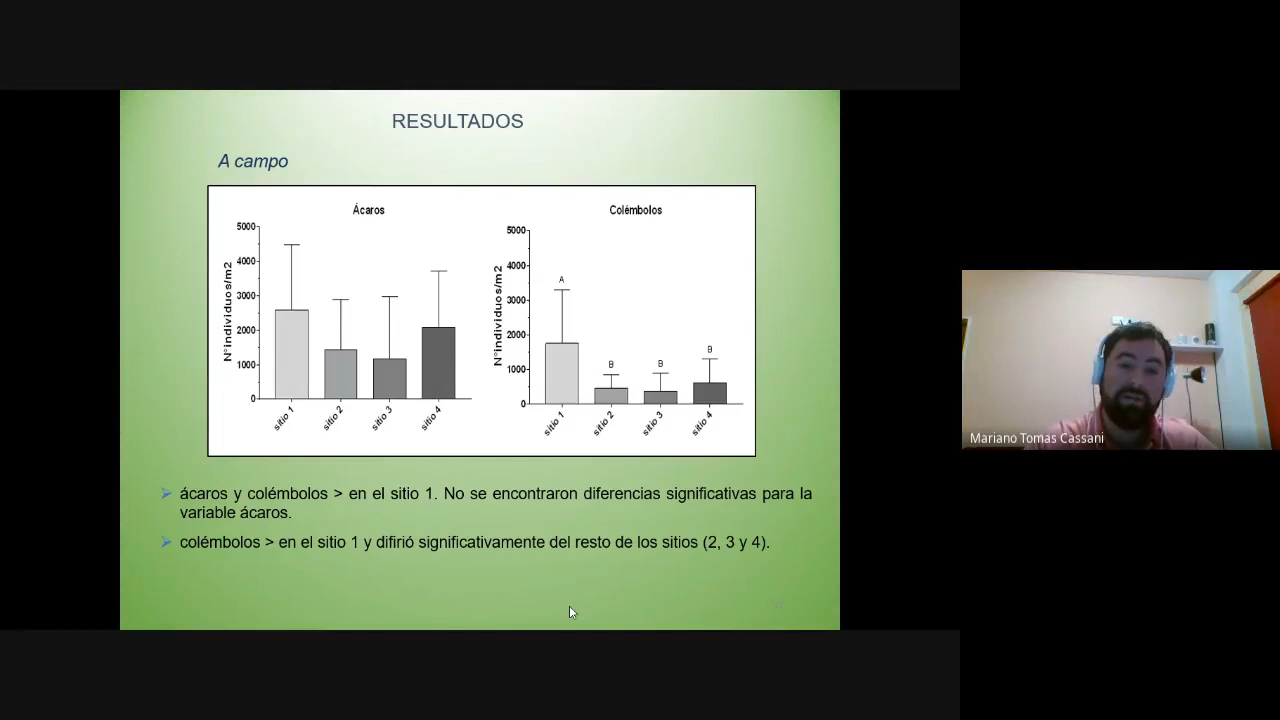 RESULTADOS
A campo
Ácaros
5000
4000
3000
2000
1000
0
N°individuos/m2
sitio 1
sitio 2
sitio 3
sitio 4
Colémbolos
5000
4000
3000
2000
1000
0
N°individuos/m2
A
B
B
B
sitio 1
sitio 2
sitio 3
sitio 4
ácaros y colémbolos > en el sitio 1. No se encontraron diferencias significativas para la
variable ácaros.
colémbolos > en el sitio 1 y difirió significativamente del resto de los sitios (2, 3 y 4).
Mariano Tomas Cassani